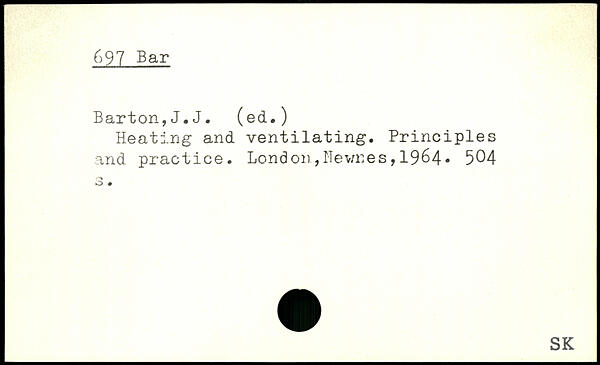 697 Bar
Barton,J.J. (ed.)
Heating and ventilating. Principles
and practice. London,Newnes,1964. 504
s.
SK